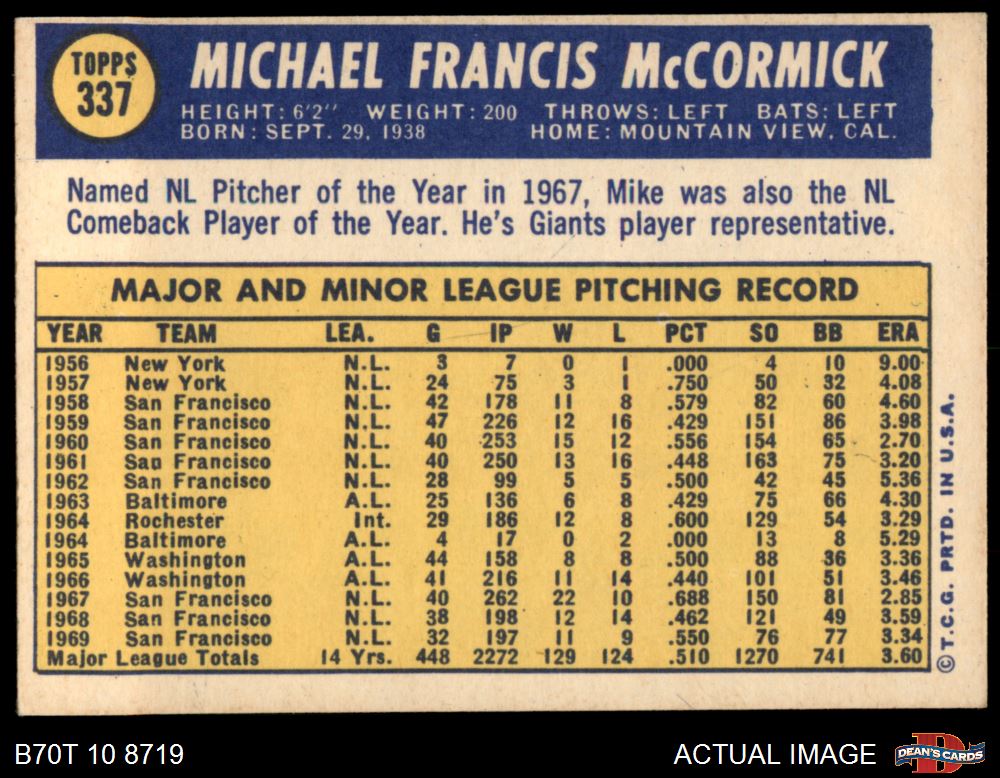 TOPPS
337
MICHAEL FRANCIS McCORMICK
HEIGHT: 6'2" WEIGHT: 200 THROWS: LEFT BATS: LEFT
BORN: SEPT. 29, 1938 HOME: MOUNTAIN VIEW, CAL.
Named NL Pitcher of the Year in 1967, Mike was also the NL
Comeback Player of the Year. He's Giants player representative.
MAJOR AND MINOR LEAGUE PITCHING RECORD
YEAR TEAM LEA. G IP W L PCT SO BB ERA
1956 New York N.L. 3 7 0 1 .000 4 10 9.00
1957 New York N.L. 24 75 3 1 .750 50 32 4.08
1958 San Francisco N.L. 42 178 11 8 .579 82 60 4.60
1959 San Francisco N.L. 47 226 12 16 .429 151 86 3.98
1960 San Francisco N.L. 40 253 15 12 .556 154 65 2.70
1961 San Francisco N.L. 40 250 13 16 .448 163 75 3.20
1962 San Francisco N.L. 28 99 5 5 .500 42 45 5.36
1963 Baltimore A.L. 25 136 6 8 .429 75 66 4.30
1964 Rochester Int. 29 186 12 8 .600 129 54 3.29
1964 Baltimore A.L. 4 17 0 2 .000 13 8 5.29
1965 Washington A.L. 44 158 8 8 .500 88 36 3.36
1966 Washington A.L. 41 216 11 14 .440 101 51 3.46
1967 San Francisco N.L. 40 262 22 10 .688 150 81 2.85
1968 San Francisco N.L. 38 198 12 14 .462 121 49 3.59
1969 San Francisco N.L. 32 197 11 9 .550 76 77 3.34
Major League Totals 14 Yrs. 448 2272 129 124 .510 1270 741 3.60
© T.C.G. PRTD. IN U.S.A.
B70T 10 8719
ACTUAL IMAGE
DEAN'S CARDS